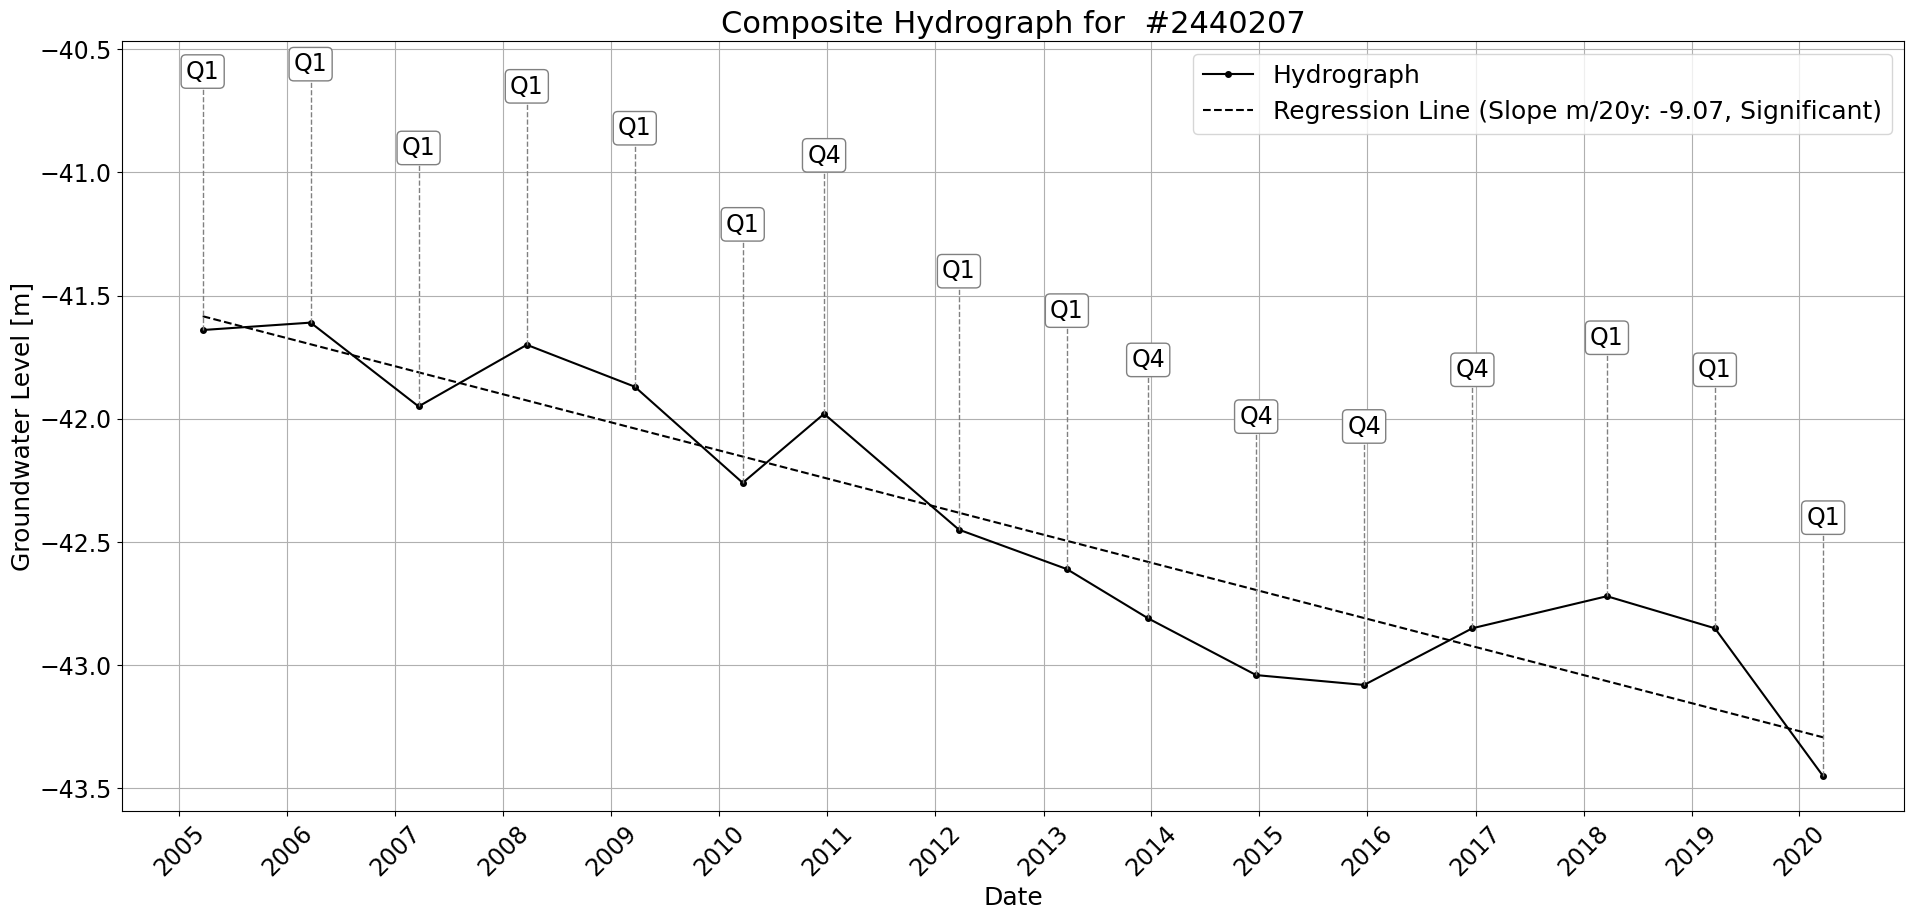 Composite Hydrograph for  #2440207
Hydrograph
Regression Line (Slope m/20y: -9.07, Significant)
Groundwater Level [m]
−40.5
−41.0
−41.5
−42.0
−42.5
−43.0
−43.5
Q1
Q1
Q1
Q1
Q1
Q1
Q4
Q1
Q1
Q4
Q4
Q4
Q4
Q1
Q1
Q1
2005
2006
2007
2008
2009
2010
2011
2012
2013
2014
2015
2016
2017
2018
2019
2020
Date